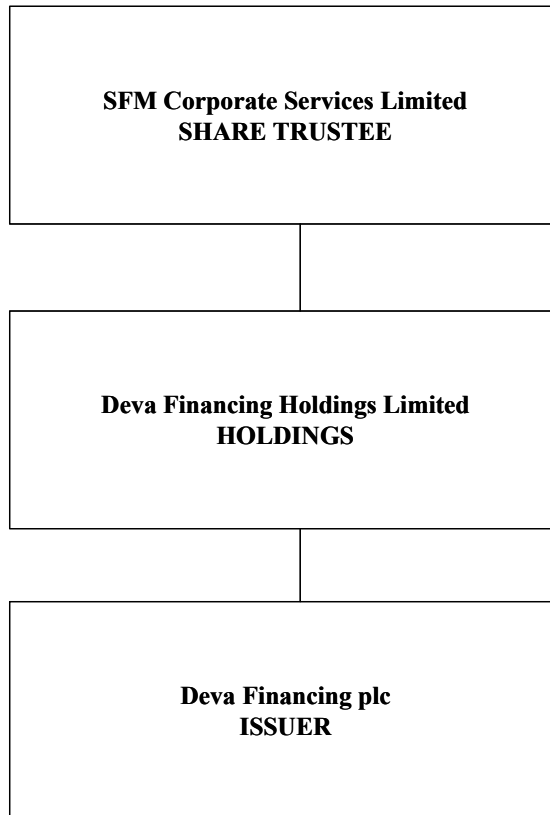 SFM Corporate Services Limited
SHARE TRUSTEE
Deva Financing Holdings Limited
HOLDINGS
Deva Financing plc
ISSUER